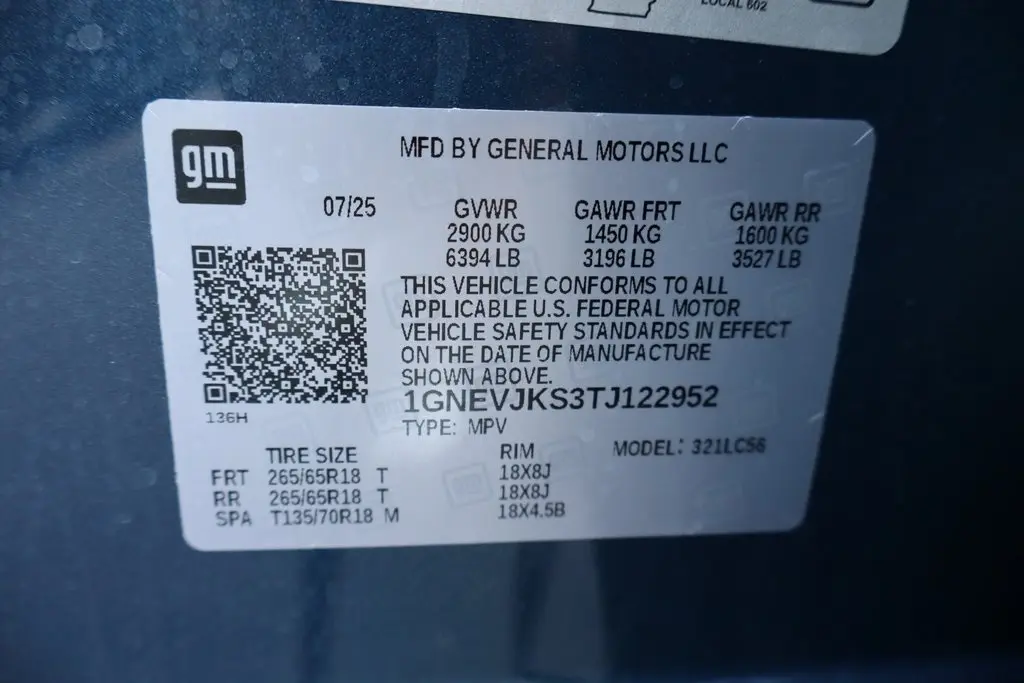 LOCAL 602
gm
MFD BY GENERAL MOTORS LLC
07/25
GVWR GAWR FRT GAWR RR
2900 KG 1450 KG 1600 KG
6394 LB 3196 LB 3527 LB
THIS VEHICLE CONFORMS TO ALL
APPLICABLE U.S. FEDERAL MOTOR
VEHICLE SAFETY STANDARDS IN EFFECT
ON THE DATE OF MANUFACTURE
SHOWN ABOVE.
1GNEVJKS3TJ122952
136H
TYPE: MPV
TIRE SIZE RIM MODEL: 321LC56
FRT 265/65R18 T 18X8J
RR 265/65R18 T 18X8J
SPA T135/70R18 M 18X4.5B